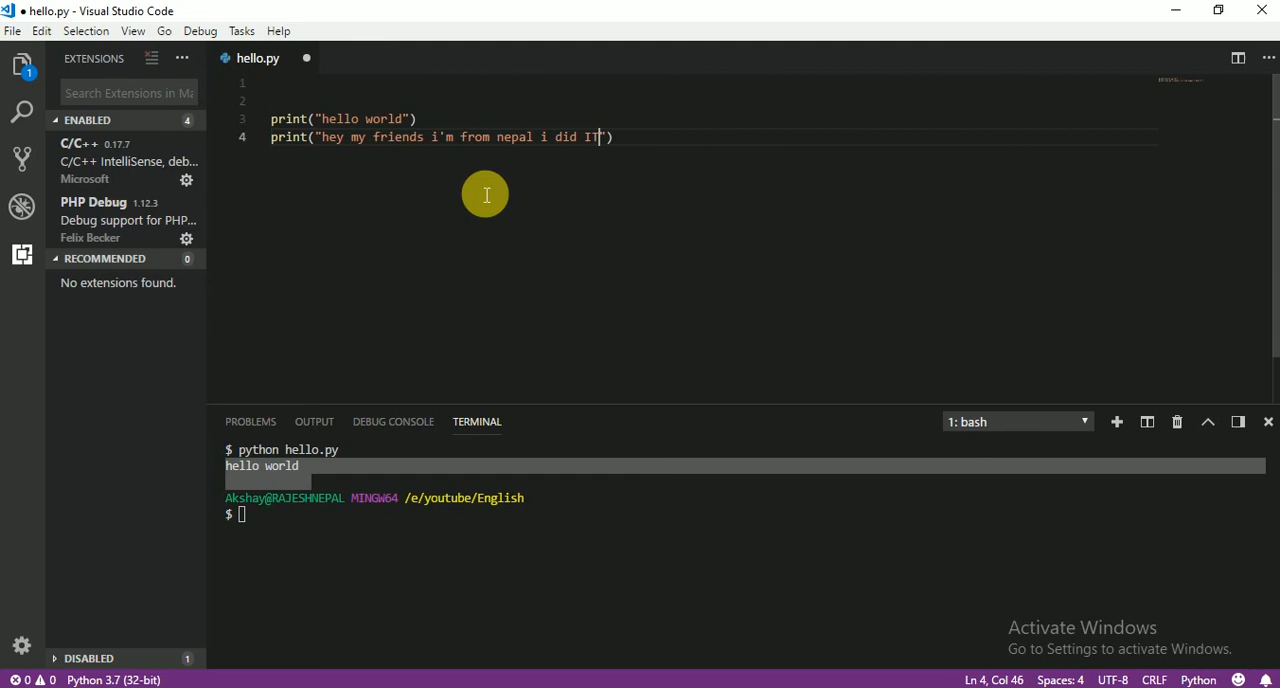 ● hello.py - Visual Studio Code
File Edit Selection View Go Debug Tasks Help
EXTENSIONS
hello.py
1
Search Extensions in Ma
ENABLED 4
C/C++ 0.17.7
C/C++ IntelliSense, deb...
Microsoft
PHP Debug 1.12.3
Debug support for PHP...
Felix Becker
RECOMMENDED 0
No extensions found.
1
2
3 print("hello world")
4 print("hey my friends i'm from nepal i did IT")
PROBLEMS OUTPUT DEBUG CONSOLE TERMINAL
1: bash
$ python hello.py
hello world
Akshay@RAJESHNEPAL MINGW64 /e/youtube/English
$
Activate Windows
Go to Settings to activate Windows.
DISABLED 1
0 0 Python 3.7 (32-bit) Ln 4, Col 46 Spaces: 4 UTF-8 CRLF Python